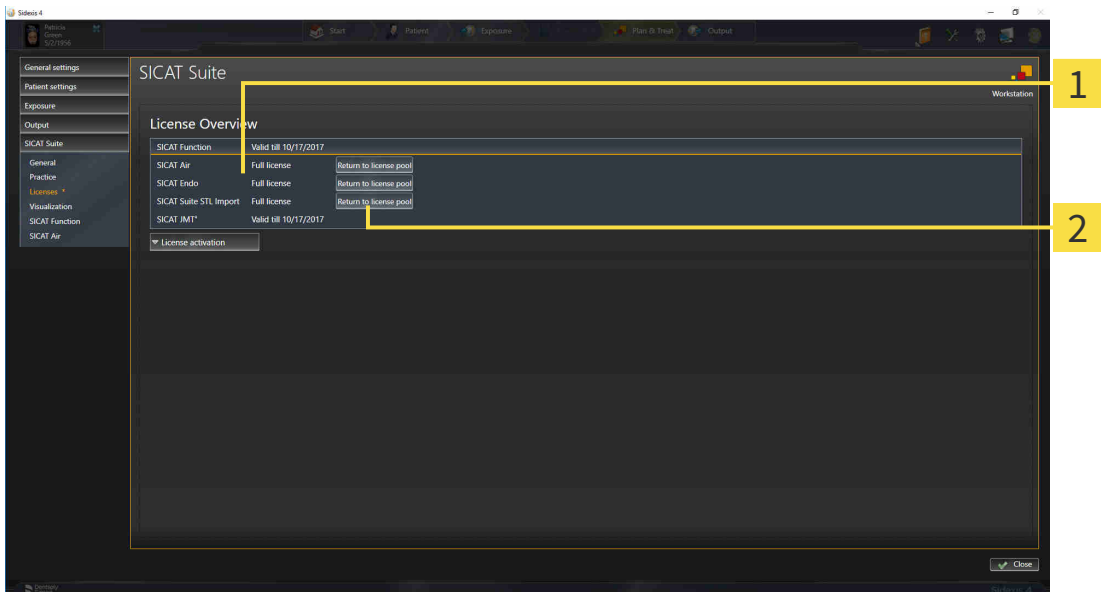 Sidexis 4
Patricia
Green
5/2/1956
Start
Patient
Exposure
Plan & Treat
Output
General settings
Patient settings
Exposure
Output
SICAT Suite
General
Practice
Licenses *
Visualization
SICAT Function
SICAT Air
SICAT Suite
Workstation
License Overview
SICAT Function Valid till 10/17/2017
SICAT Air Full license Return to license pool
SICAT Endo Full license Return to license pool
SICAT Suite STL Import Full license Return to license pool
SICAT JMT⁺ Valid till 10/17/2017
License activation
1
2
Close
Sidexis 4